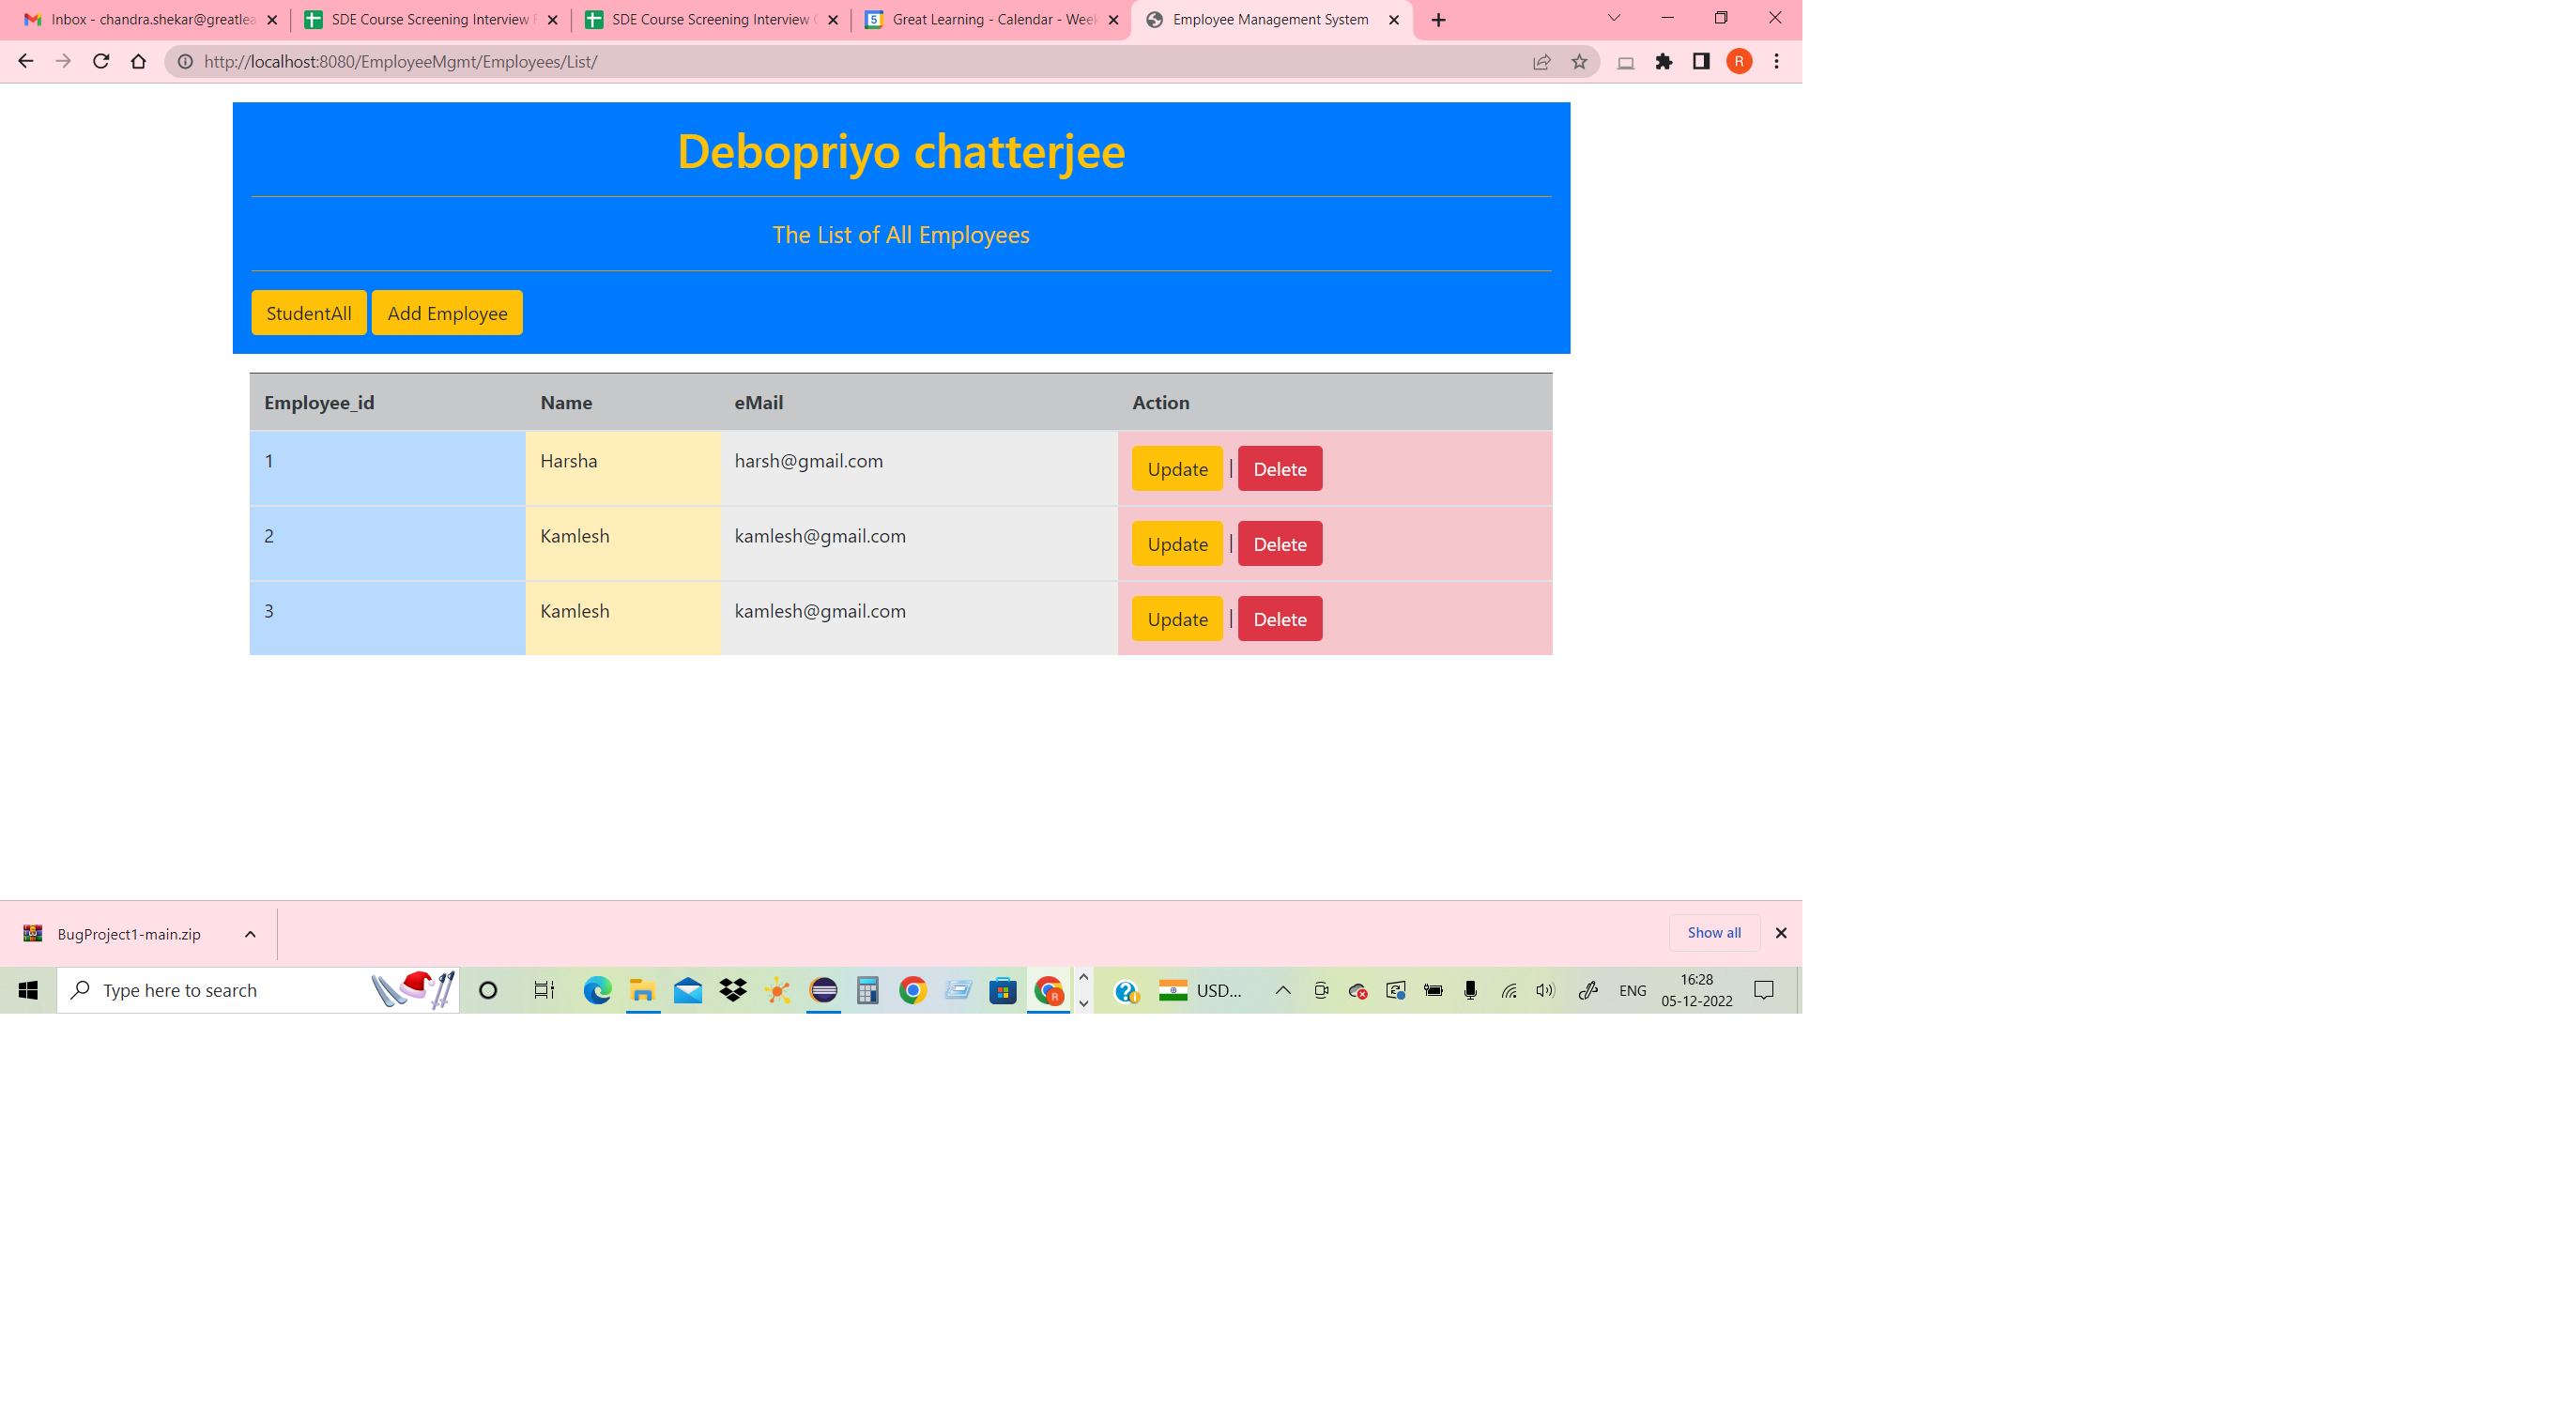 Inbox - chandra.shekar@greatlea
SDE Course Screening Interview
SDE Course Screening Interview
Great Learning - Calendar - Week
Employee Management System
http://localhost:8080/EmployeeMgmt/Employees/List/
R
Debopriyo chatterjee
The List of All Employees
StudentAll Add Employee
Employee_id Name eMail Action
1 Harsha harsh@gmail.com Update | Delete
2 Kamlesh kamlesh@gmail.com Update | Delete
3 Kamlesh kamlesh@gmail.com Update | Delete
BugProject1-main.zip
Show all
Type here to search
USD...
ENG
16:28
05-12-2022